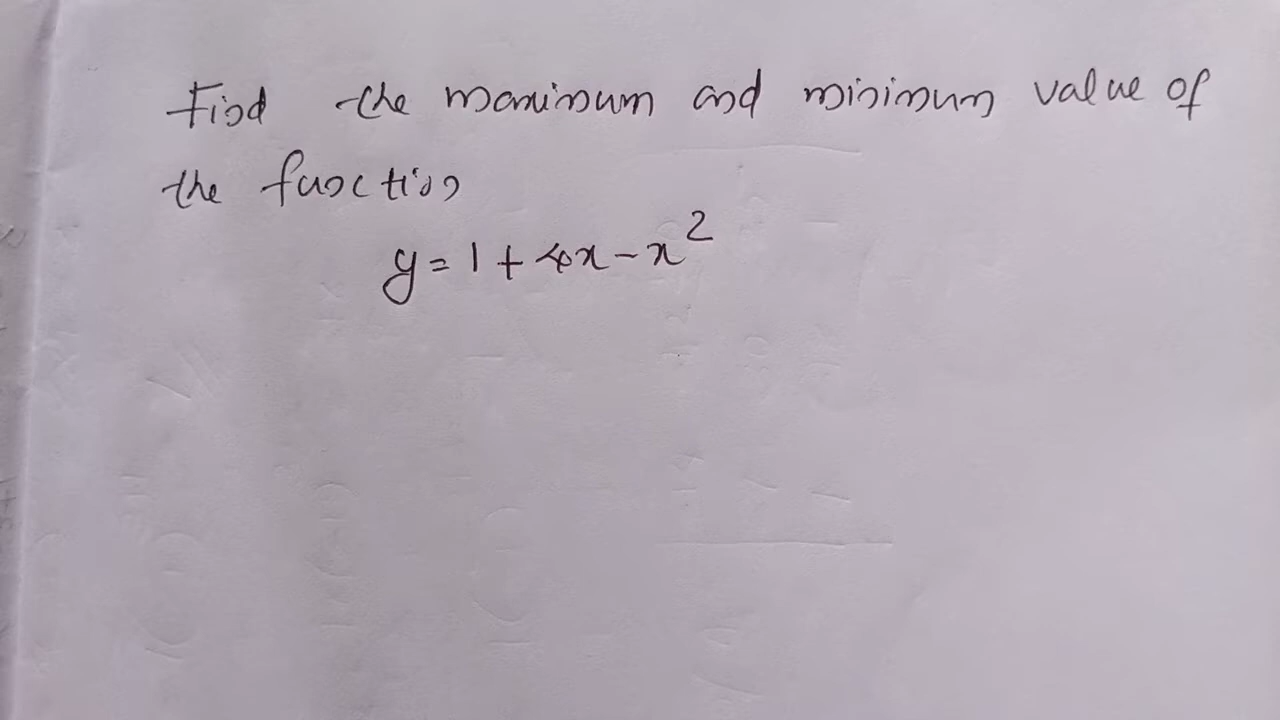 Find the maximum and minimum value of
the function
y = 1 + 4x - x²